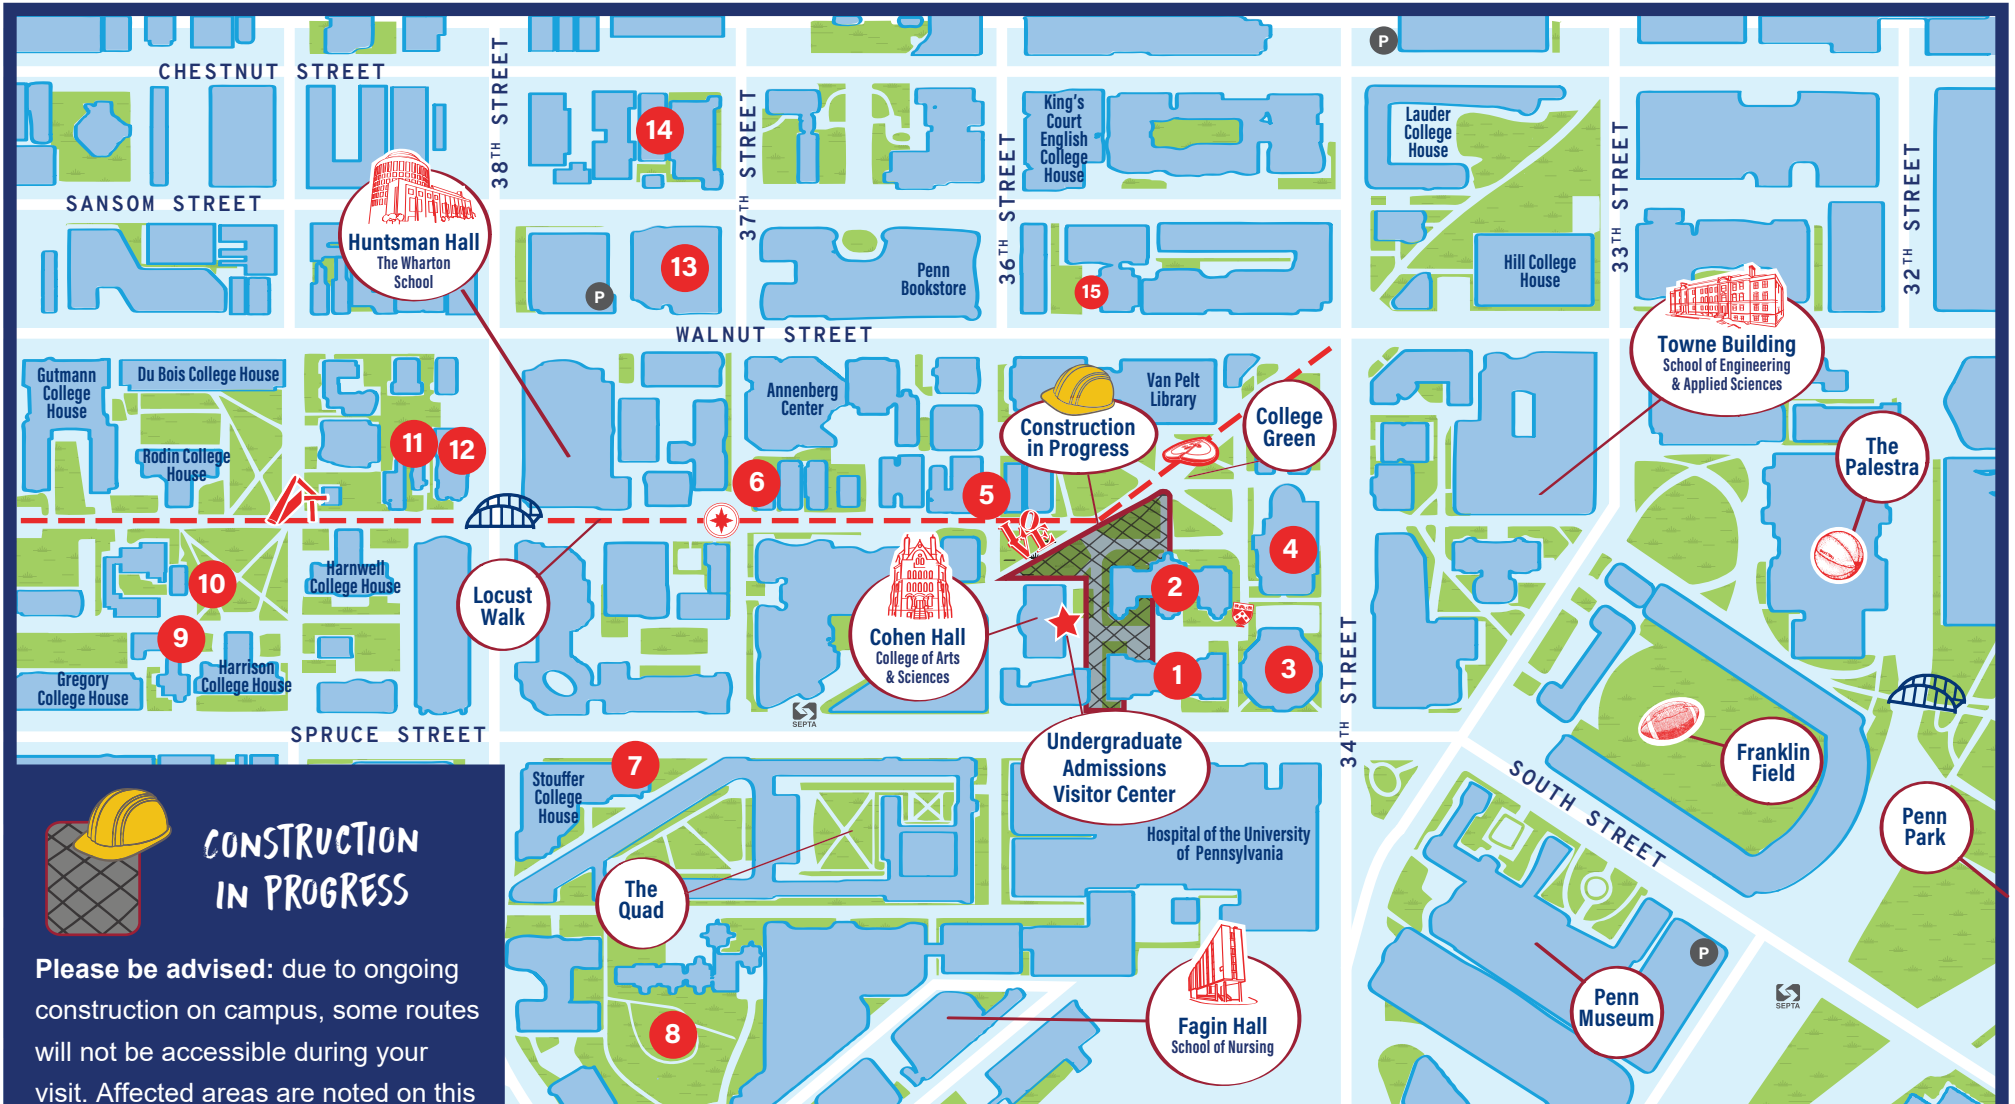 CHESTNUT STREET
SANSOM STREET
WALNUT STREET
SPRUCE STREET
SOUTH STREET
38TH STREET
37TH STREET
36TH STREET
34TH STREET
33TH STREET
32TH STREET
P
14
King's
Court
English
College
House
Lauder
College
House
Huntsman Hall
The Wharton
School
P
13
Penn
Bookstore
15
Hill College
House
Towne Building
School of Engineering
& Applied Sciences
Gutmann
College
House
Du Bois College House
Rodin College
House
11
12
Annenberg
Center
6
5
Construction
in Progress
Van Pelt
Library
College
Green
The
Palestra
LOVE
10
9
Harnwell
College House
Harrison
College House
Gregory
College House
Locust
Walk
Cohen Hall
College of Arts
& Sciences
2
4
1
3
SEPTA
Undergraduate
Admissions
Visitor Center
Stouffer
College
House
7
The
Quad
Hospital of the University
of Pennsylvania
Franklin
Field
Penn
Park
8
Fagin Hall
School of Nursing
Penn
Museum
P
SEPTA
CONSTRUCTION
IN PROGRESS
Please be advised: due to ongoing
construction on campus, some routes
will not be accessible during your
visit. Affected areas are noted on this